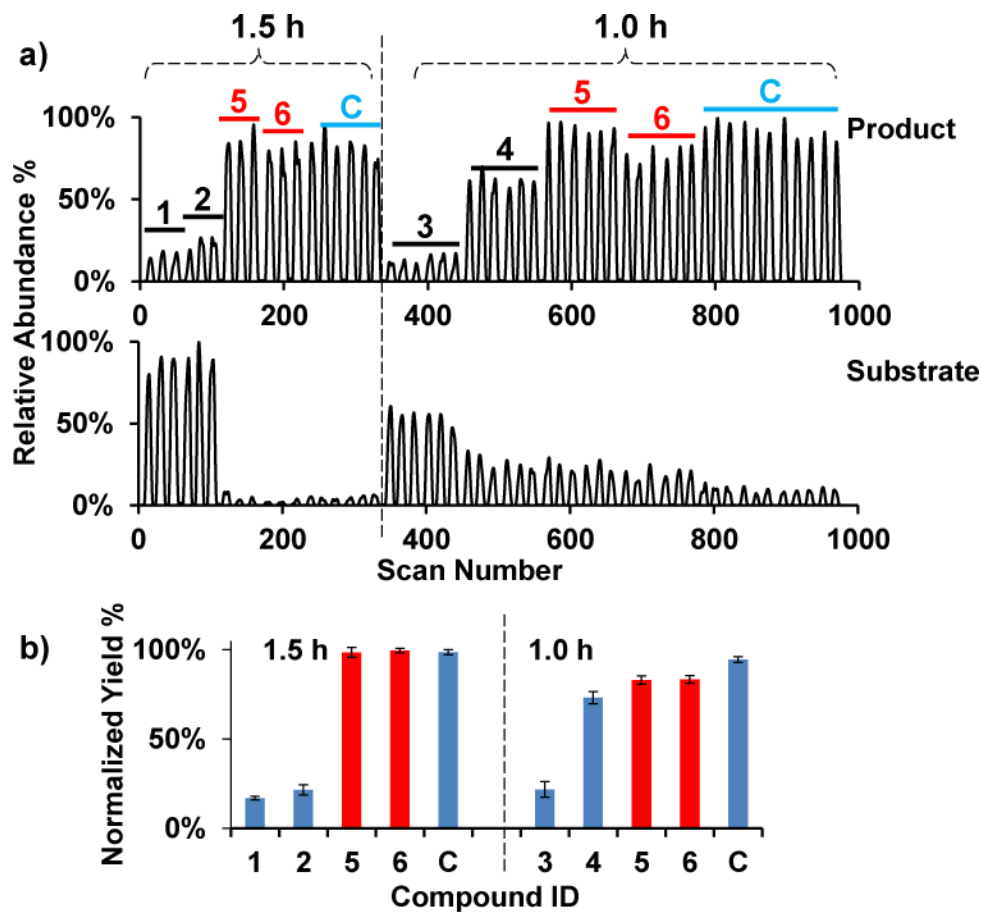 1.5 h 1.0 h
a)
5 6 C 5 6 C
100% Product
4
50%
1 2 3
0%
0 200 400 600 800 1000
Relative Abundance %
100% Substrate
50%
0%
0 200 400 600 800 1000
Scan Number
b)
Normalized Yield %
100% 1.5 h 1.0 h
50%
0%
1 2 5 6 C 3 4 5 6 C
Compound ID